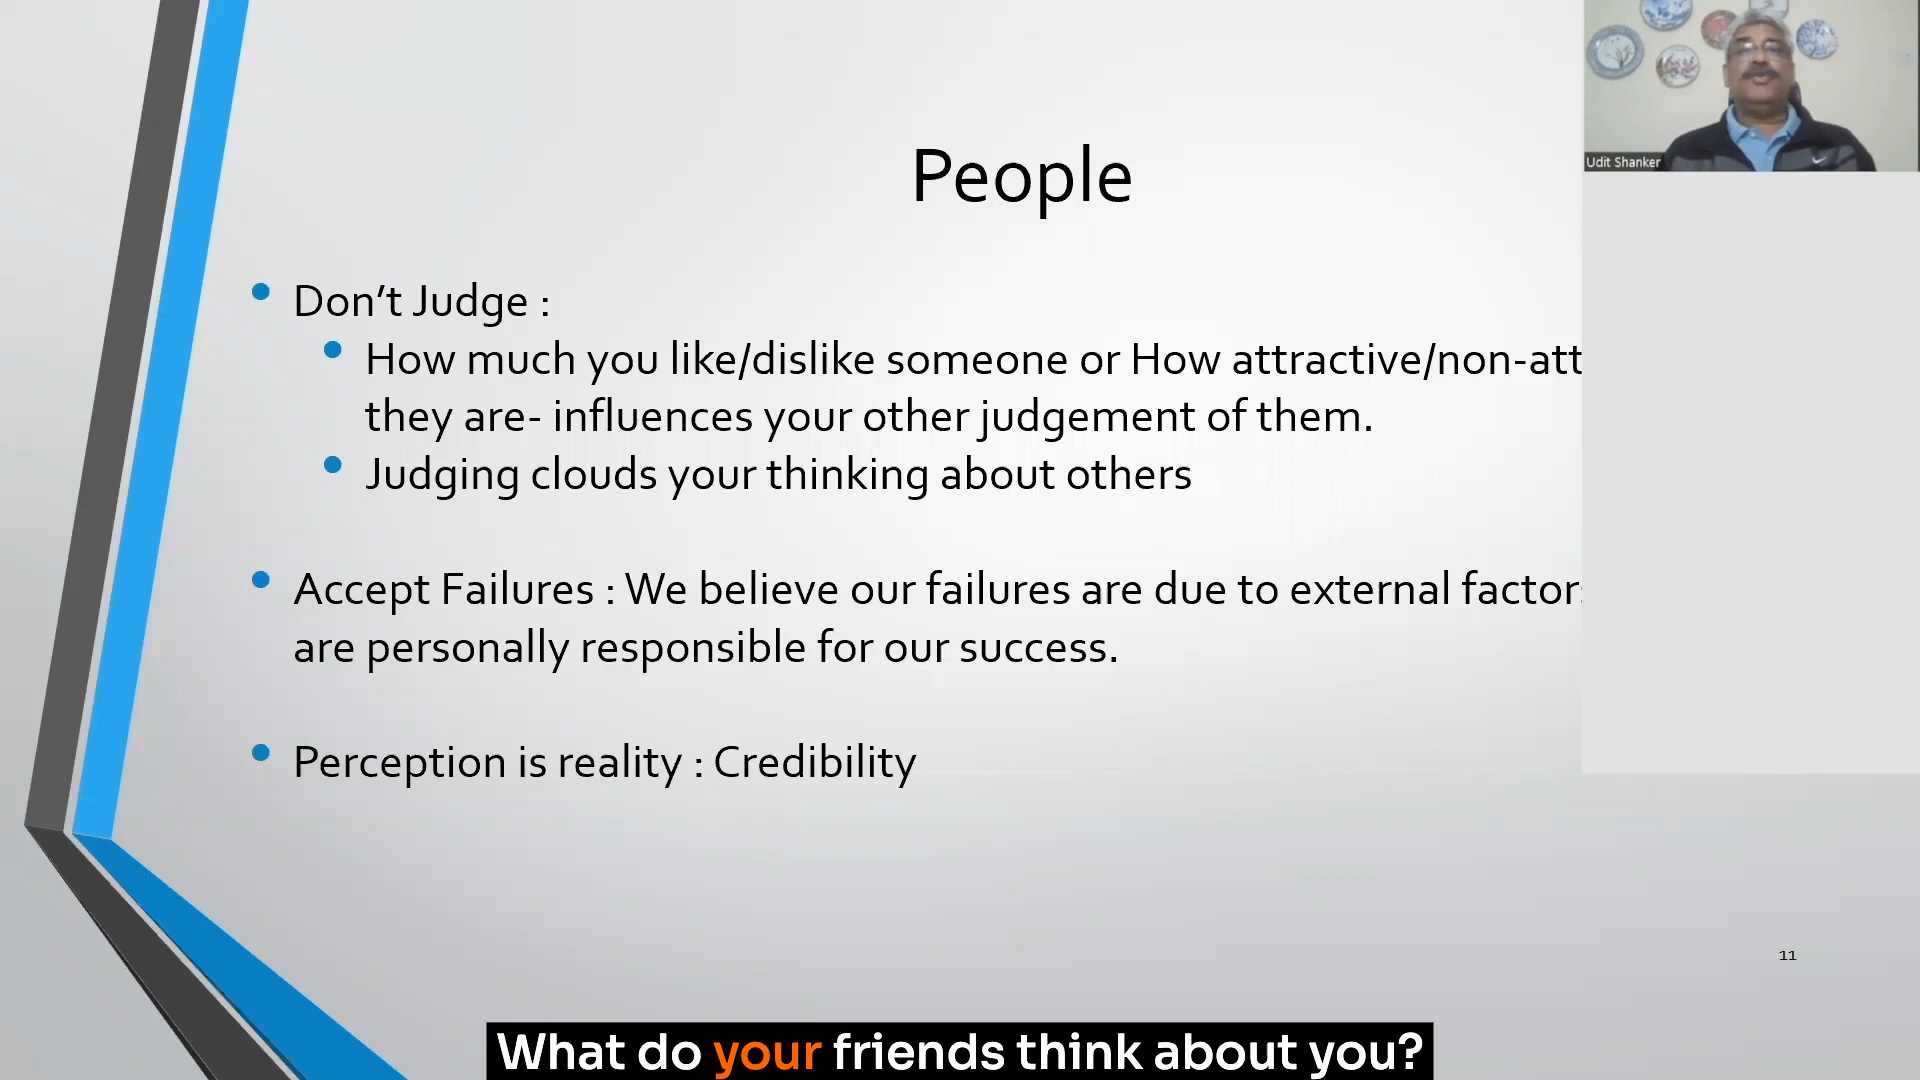 People
Udit Shanker
Don’t Judge :
How much you like/dislike someone or How attractive/non-att
they are- influences your other judgement of them.
Judging clouds your thinking about others
Accept Failures : We believe our failures are due to external factor
are personally responsible for our success.
Perception is reality : Credibility
11
What do your friends think about you?